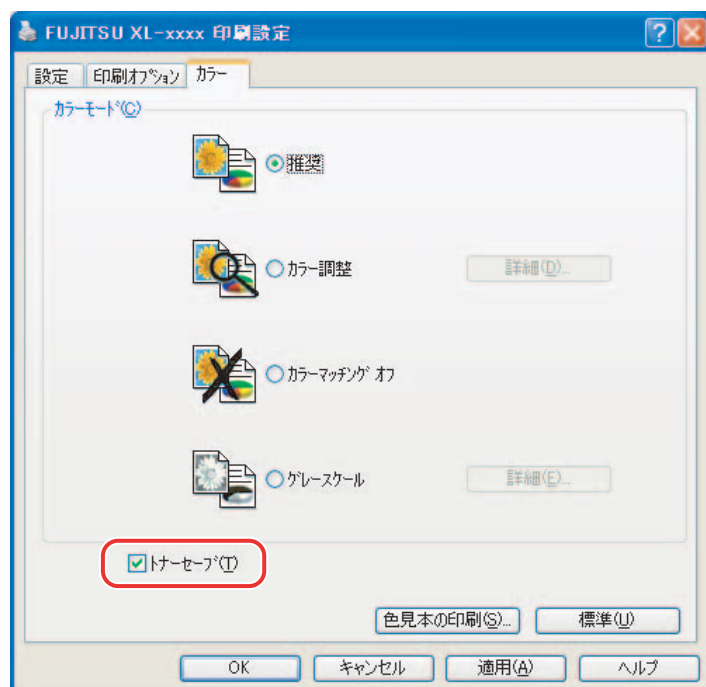 FUJITSU XL-xxxx 印刷設定
設定 印刷オプション カラー
カラーモード(C)
推奨
カラー調整 詳細(D)...
カラーマッチング オフ
グレースケール 詳細(E)...
トナーセーブ(T)
色見本の印刷(S)... 標準(U)
OK キャンセル 適用(A) ヘルプ